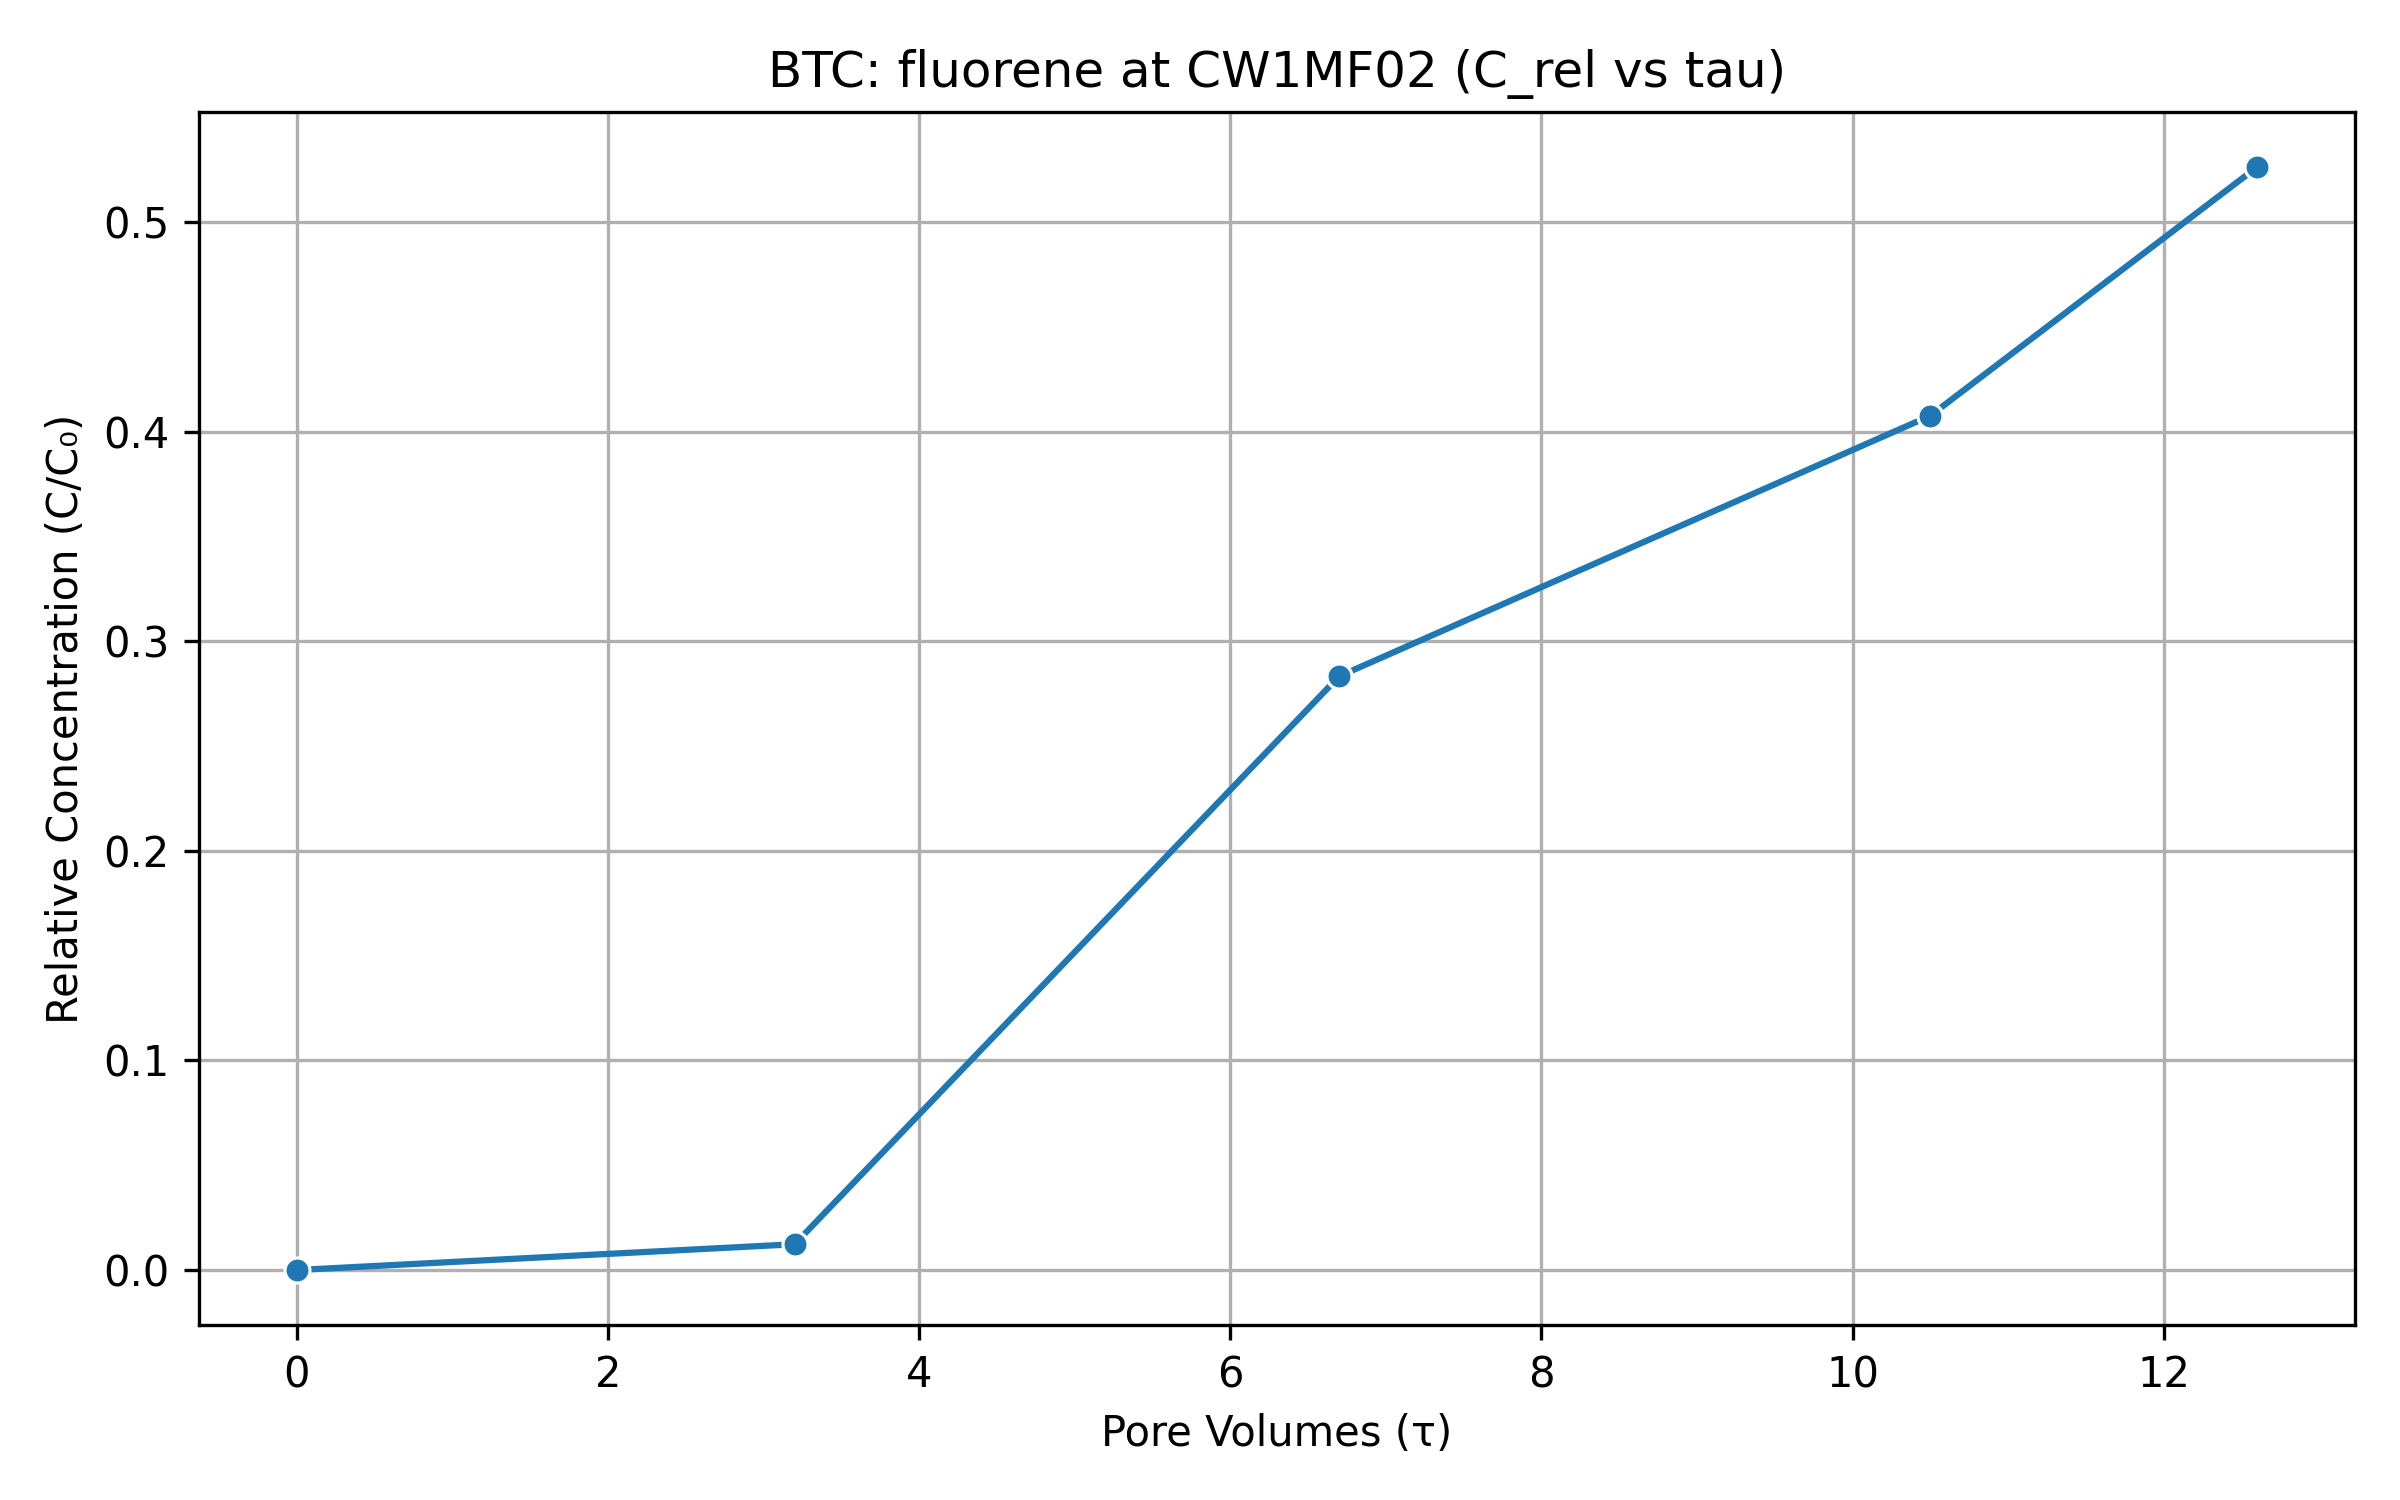 BTC: fluorene at CW1MF02 (C_rel vs tau)
Relative Concentration (C/C₀)
0.5
0.4
0.3
0.2
0.1
0.0
0 2 4 6 8 10 12
Pore Volumes (τ)